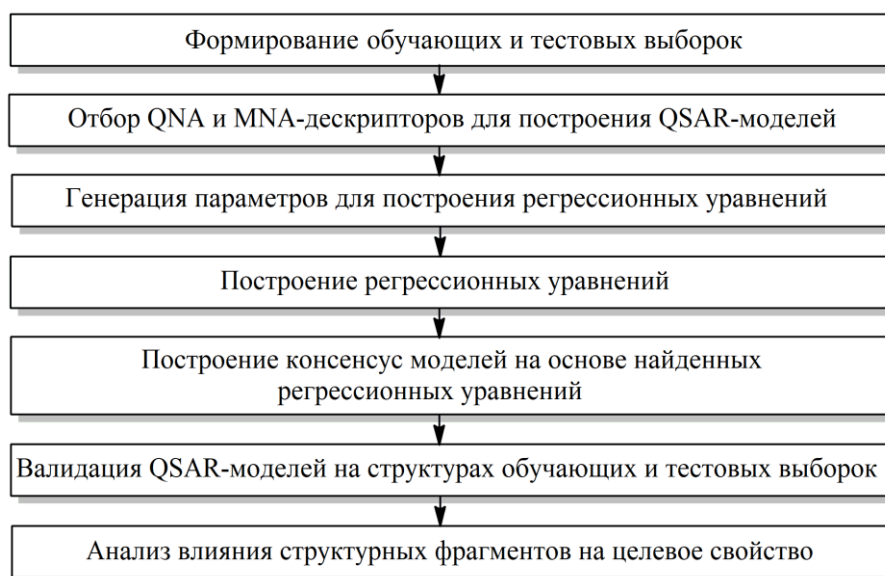 Формирование обучающих и тестовых выборок
Отбор QNA и MNA-дескрипторов для построения QSAR-моделей
Генерация параметров для построения регрессионных уравнений
Построение регрессионных уравнений
Построение консенсус моделей на основе найденных
регрессионных уравнений
Валидация QSAR-моделей на структурах обучающих и тестовых выборок
Анализ влияния структурных фрагментов на целевое свойство